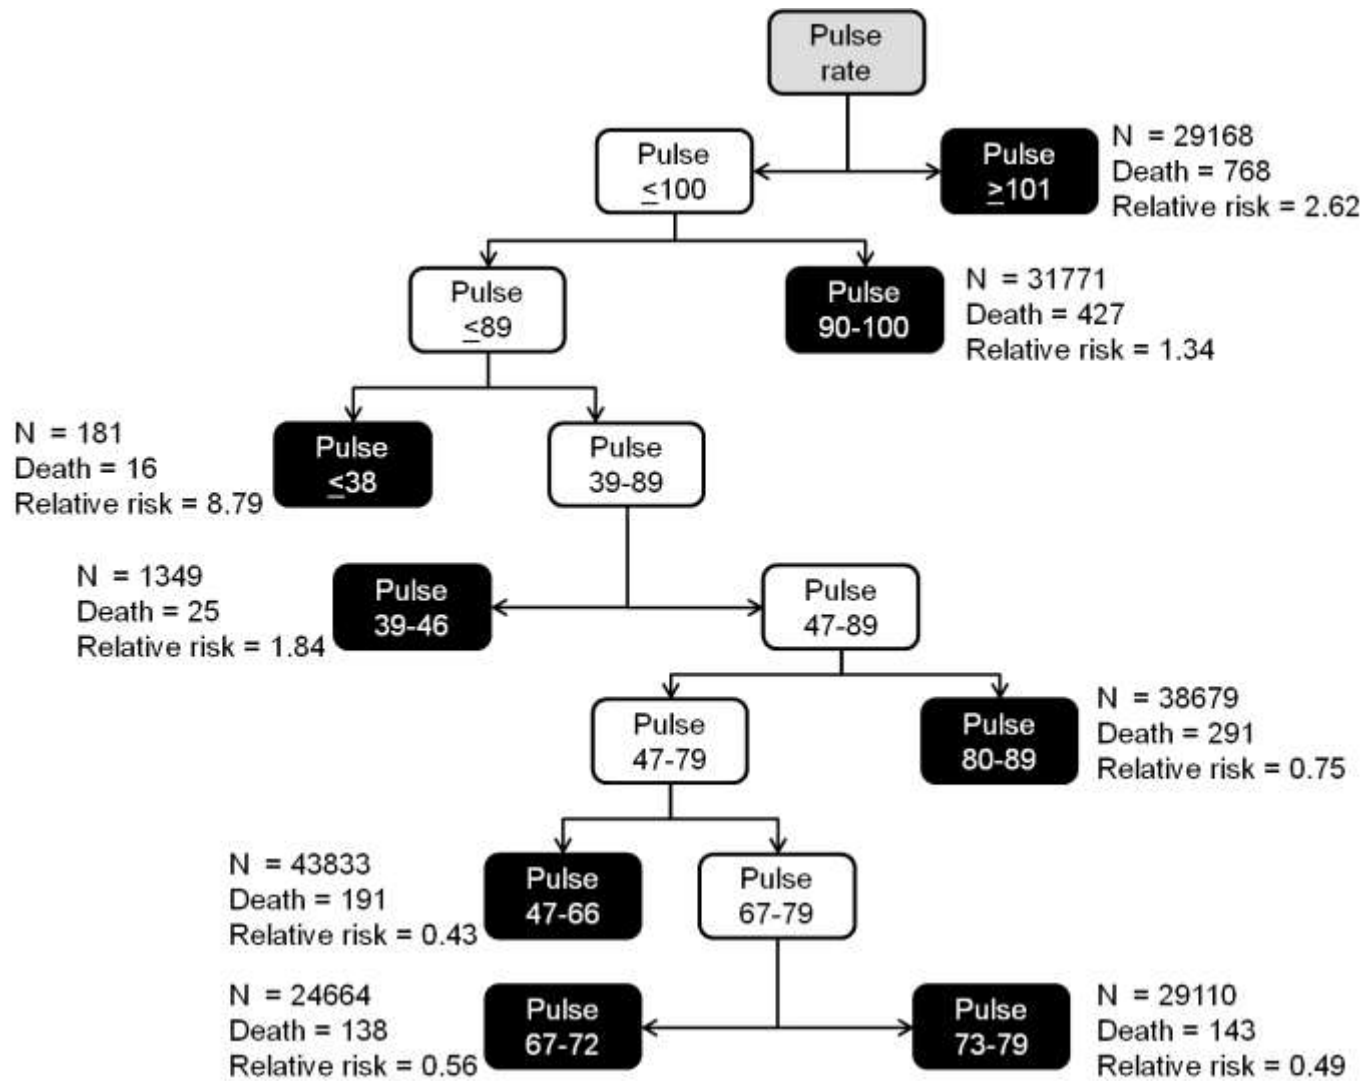 Pulse
rate
Pulse
≤100
Pulse
≥101
N = 29168
Death = 768
Relative risk = 2.62
Pulse
≤89
Pulse
90-100
N = 31771
Death = 427
Relative risk = 1.34
N = 181
Death = 16
Relative risk = 8.79
Pulse
≤38
Pulse
39-89
N = 1349
Death = 25
Relative risk = 1.84
Pulse
39-46
Pulse
47-89
Pulse
47-79
Pulse
80-89
N = 38679
Death = 291
Relative risk = 0.75
N = 43833
Death = 191
Relative risk = 0.43
Pulse
47-66
Pulse
67-79
N = 24664
Death = 138
Relative risk = 0.56
Pulse
67-72
Pulse
73-79
N = 29110
Death = 143
Relative risk = 0.49